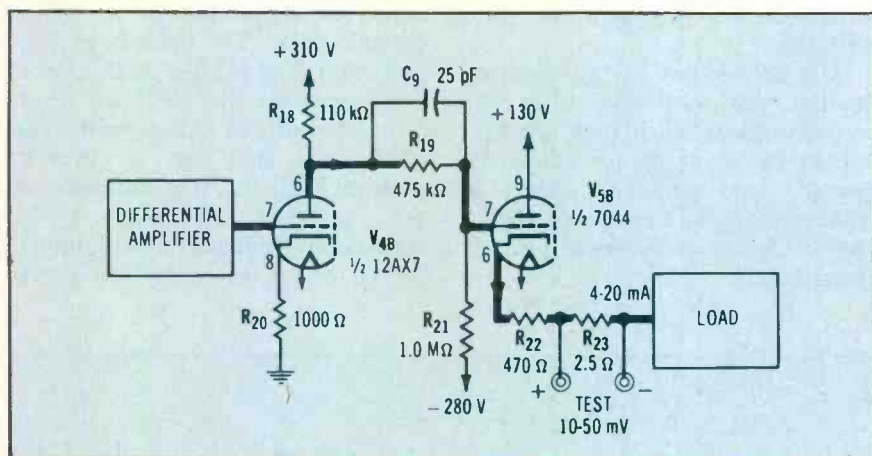 + 310 V
R18
110 kΩ
C9
25 pF
R19
475 kΩ
+ 130 V
6
9
DIFFERENTIAL
AMPLIFIER
7
V4B
½ 12AX7
8
7
V5B
½ 7044
6
R20
1000 Ω
R21
1.0 MΩ
− 280 V
R22
470 Ω
R23
2.5 Ω
4-20 mA
LOAD
+
−
TEST
10-50 mV